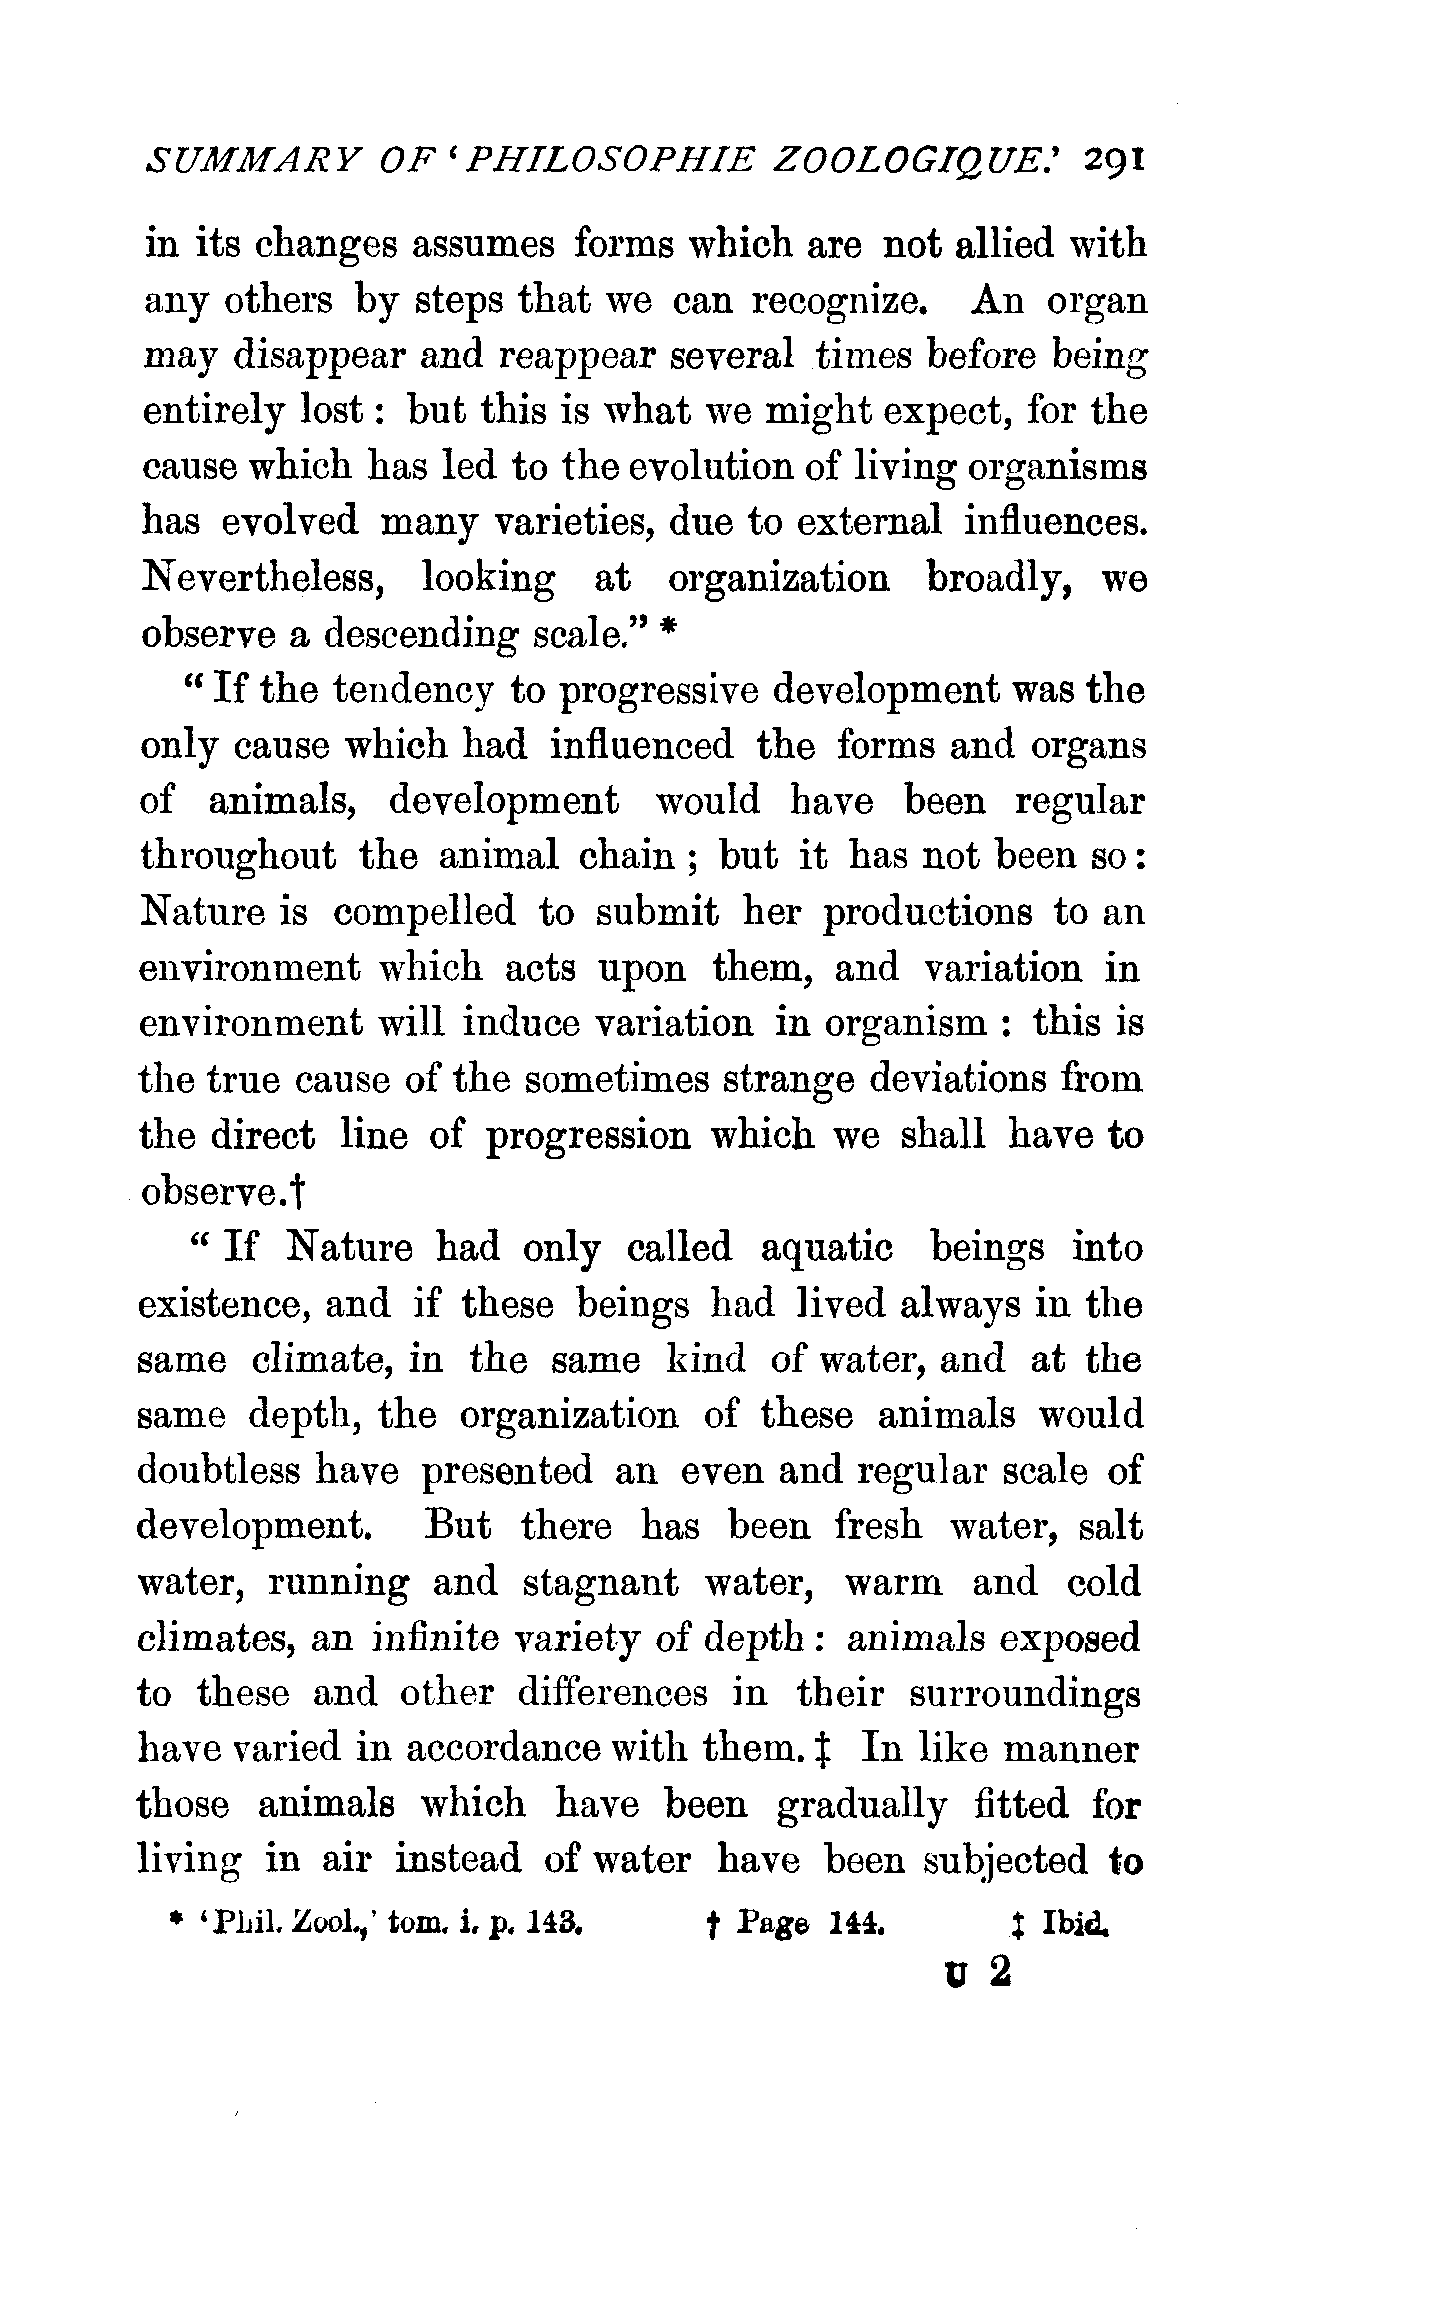 SUMMARY OF ‘PHILOSOPHIE ZOOLOGIQUE.’ 291
in its changes assumes forms which are not allied with
any others by steps that we can recognize. An organ
may disappear and reappear several times before being
entirely lost : but this is what we might expect, for the
cause which has led to the evolution of living organisms
has evolved many varieties, due to external influences.
Nevertheless, looking at organization broadly, we
observe a descending scale.” *
“ If the tendency to progressive development was the
only cause which had influenced the forms and organs
of animals, development would have been regular
throughout the animal chain ; but it has not been so :
Nature is compelled to submit her productions to an
environment which acts upon them, and variation in
environment will induce variation in organism : this is
the true cause of the sometimes strange deviations from
the direct line of progression which we shall have to
observe.†
“ If Nature had only called aquatic beings into
existence, and if these beings had lived always in the
same climate, in the same kind of water, and at the
same depth, the organization of these animals would
doubtless have presented an even and regular scale of
development. But there has been fresh water, salt
water, running and stagnant water, warm and cold
climates, an infinite variety of depth : animals exposed
to these and other differences in their surroundings
have varied in accordance with them. ‡ In like manner
those animals which have been gradually fitted for
living in air instead of water have been subjected to
* ‘Phil. Zool.,’ tom. i. p. 143. † Page 144. ‡ Ibid.
U 2